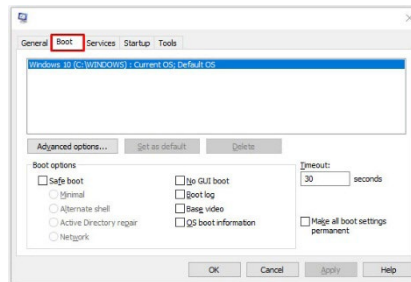 General Boot Services Startup Tools
Windows 10 (C:\WINDOWS) : Current OS; Default OS
Advanced options... Set as default Delete
Boot options
Safe boot
Minimal
Alternate shell
Active Directory repair
Network
No GUI boot
Boot log
Base video
OS boot information
Timeout:
30 seconds
Make all boot settings
permanent
OK Cancel Apply Help